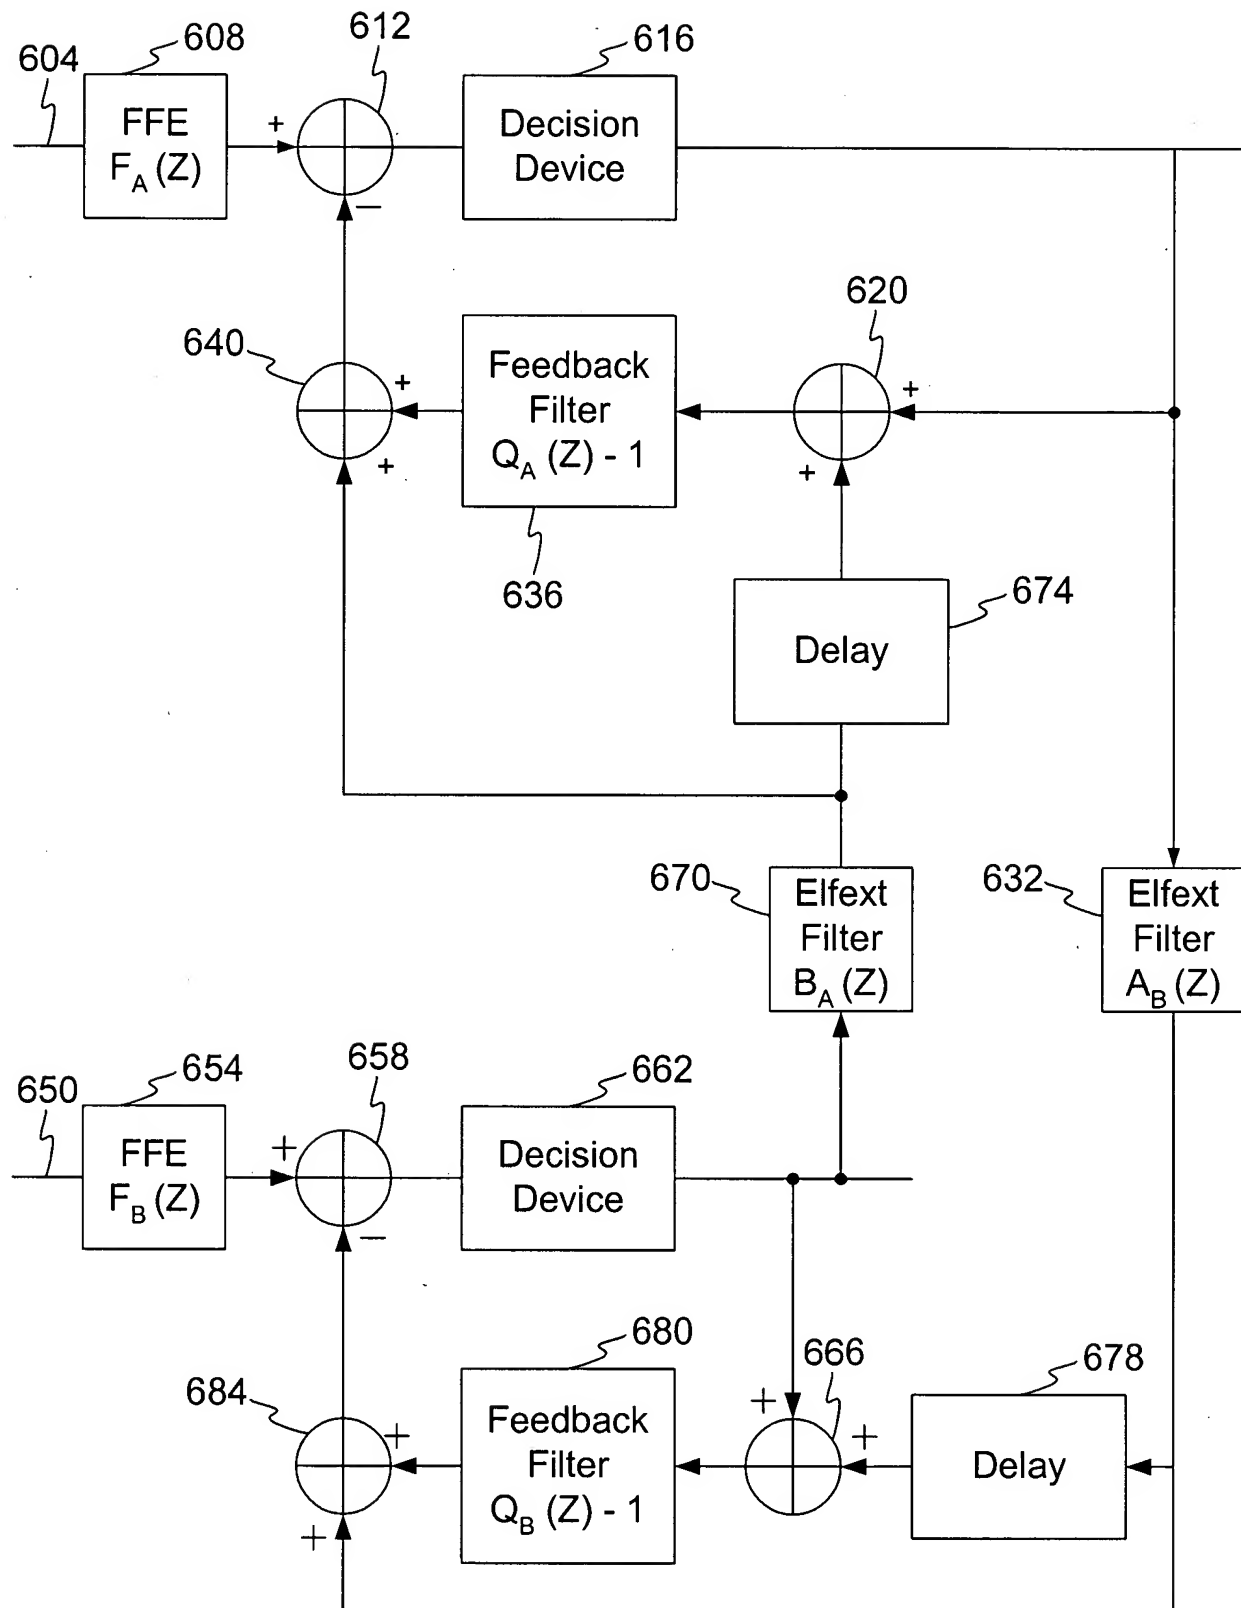 604
608
612
616
FFE
F_A (Z)
+
−
Decision
Device
620
640
Feedback
Filter
Q_A (Z) - 1
+
+
+
+
636
674
Delay
670
Elfext
Filter
B_A (Z)
632
Elfext
Filter
A_B (Z)
650
654
658
662
FFE
F_B (Z)
+
−
Decision
Device
684
680
666
678
Feedback
Filter
Q_B (Z) - 1
+
+
+
+
Delay